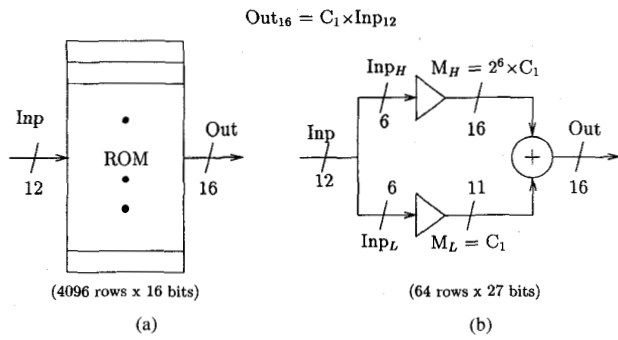 Out₁₆ = C₁×Inp₁₂
Inp
12
ROM
Out
16
(4096 rows x 16 bits)
(a)
Inp
12
Inp_H
6
M_H = 2⁶×C₁
16
6
Inp_L
11
M_L = C₁
+
Out
16
(64 rows x 27 bits)
(b)